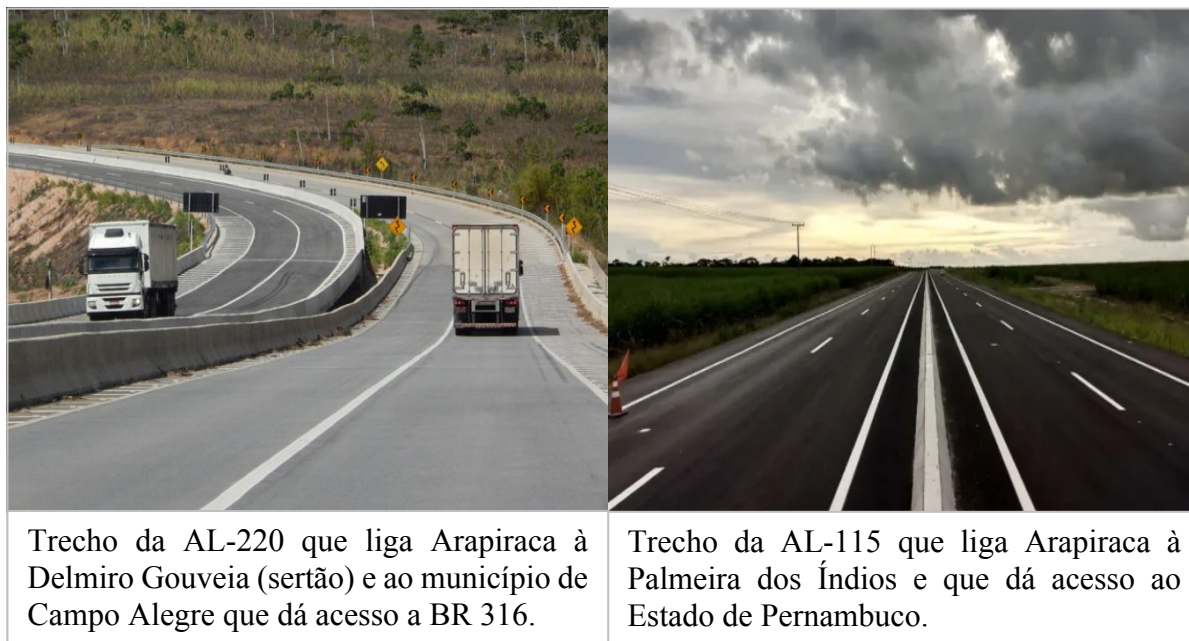 Trecho da AL-220 que liga Arapiraca à
Delmiro Gouveia (sertão) e ao município de
Campo Alegre que dá acesso a BR 316.
Trecho da AL-115 que liga Arapiraca à
Palmeira dos Índios e que dá acesso ao
Estado de Pernambuco.